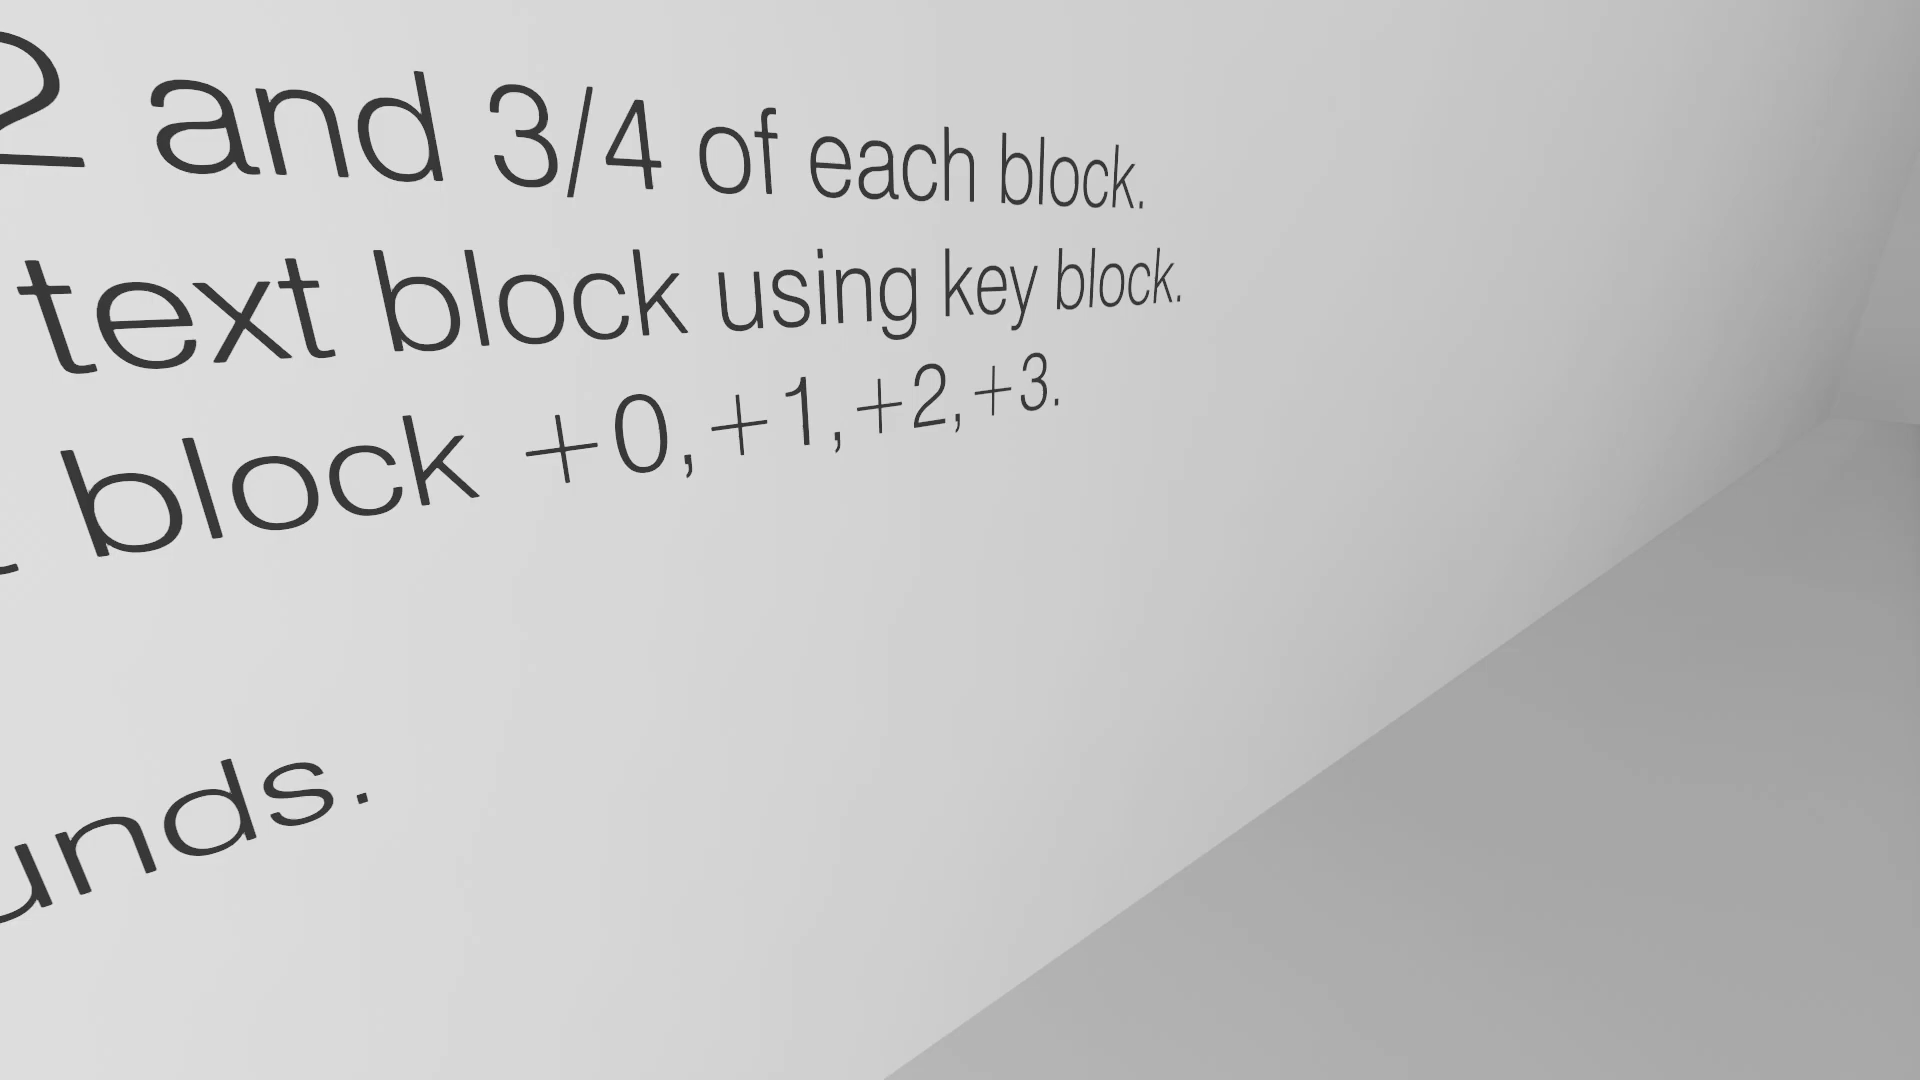 2 and 3/4 of each block.
text block using key block.
block +0,+1,+2,+3.
unds.